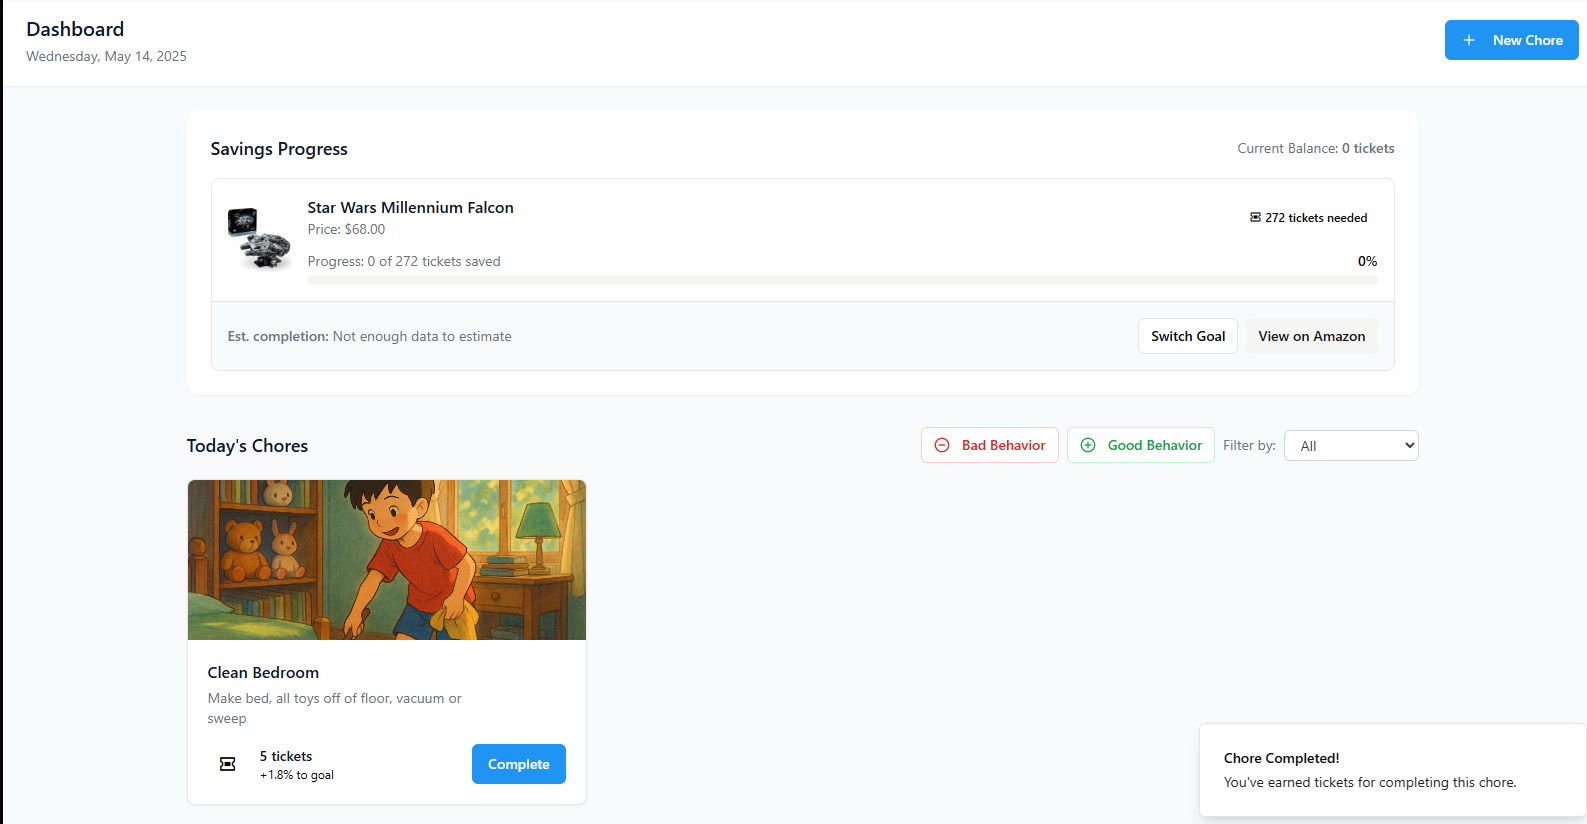 Dashboard
Wednesday, May 14, 2025
New Chore
Savings Progress
Current Balance: 0 tickets
Star Wars Millennium Falcon
Price: $68.00
272 tickets needed
Progress: 0 of 272 tickets saved
0%
Est. completion: Not enough data to estimate
Switch Goal
View on Amazon
Today's Chores
Bad Behavior
Good Behavior
Filter by:
All
Clean Bedroom
Make bed, all toys off of floor, vacuum or
sweep
5 tickets
+1.8% to goal
Complete
Chore Completed!
You've earned tickets for completing this chore.